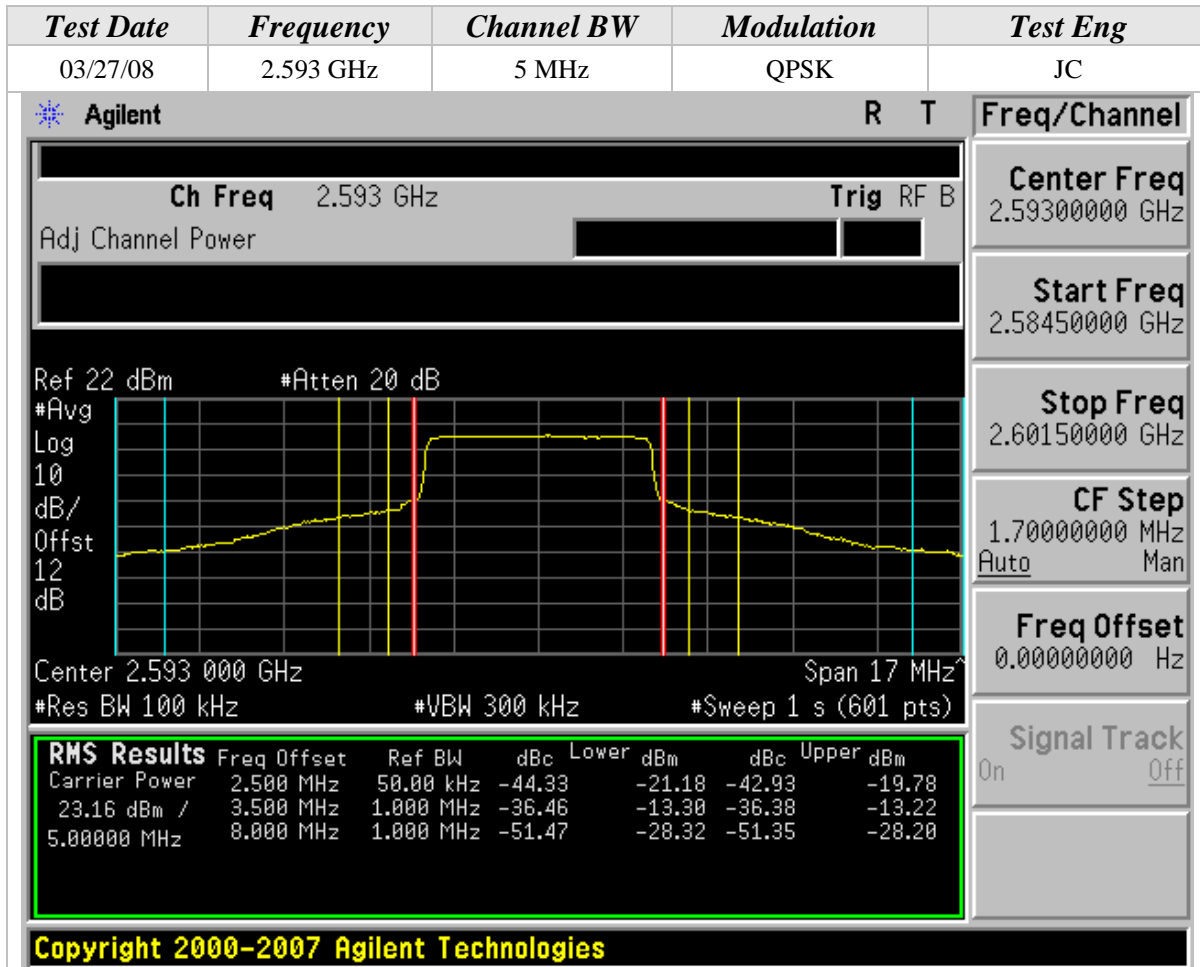 Test Date Frequency Channel BW Modulation Test Eng
03/27/08 2.593 GHz 5 MHz QPSK JC
Agilent R T Freq/Channel
Ch Freq 2.593 GHz Trig RF B
Adj Channel Power
Center Freq
2.59300000 GHz
Start Freq
2.58450000 GHz
Stop Freq
2.60150000 GHz
CF Step
1.70000000 MHz
Auto Man
Freq Offset
0.00000000 Hz
Signal Track
On Off
Ref 22 dBm #Atten 20 dB
#Avg
Log
10
dB/
Offst
12
dB
Center 2.593 000 GHz Span 17 MHz^
#Res BW 100 kHz #VBW 300 kHz #Sweep 1 s (601 pts)
RMS Results Freq Offset Ref BW dBc Lower dBm dBc Upper dBm
Carrier Power 2.500 MHz 50.00 kHz -44.33 -21.18 -42.93 -19.78
23.16 dBm / 3.500 MHz 1.000 MHz -36.46 -13.30 -36.38 -13.22
5.00000 MHz 8.000 MHz 1.000 MHz -51.47 -28.32 -51.35 -28.20
Copyright 2000-2007 Agilent Technologies